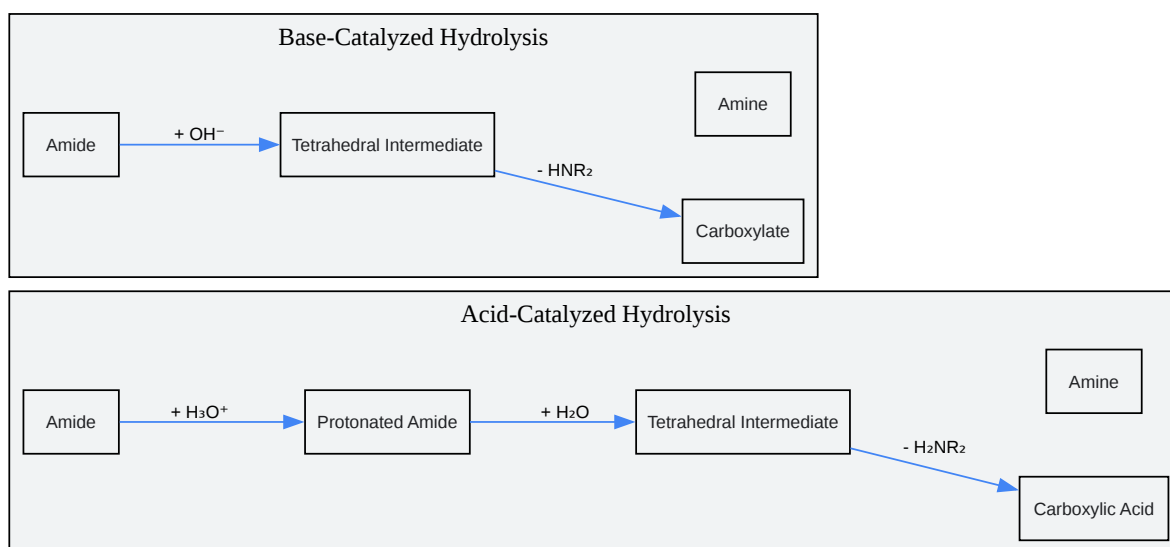 Base-Catalyzed Hydrolysis
Amine
Amide
+ OH⁻
Tetrahedral Intermediate
- HNR₂
Carboxylate
Acid-Catalyzed Hydrolysis
Amine
Amide
+ H₃O⁺
Protonated Amide
+ H₂O
Tetrahedral Intermediate
- H₂NR₂
Carboxylic Acid